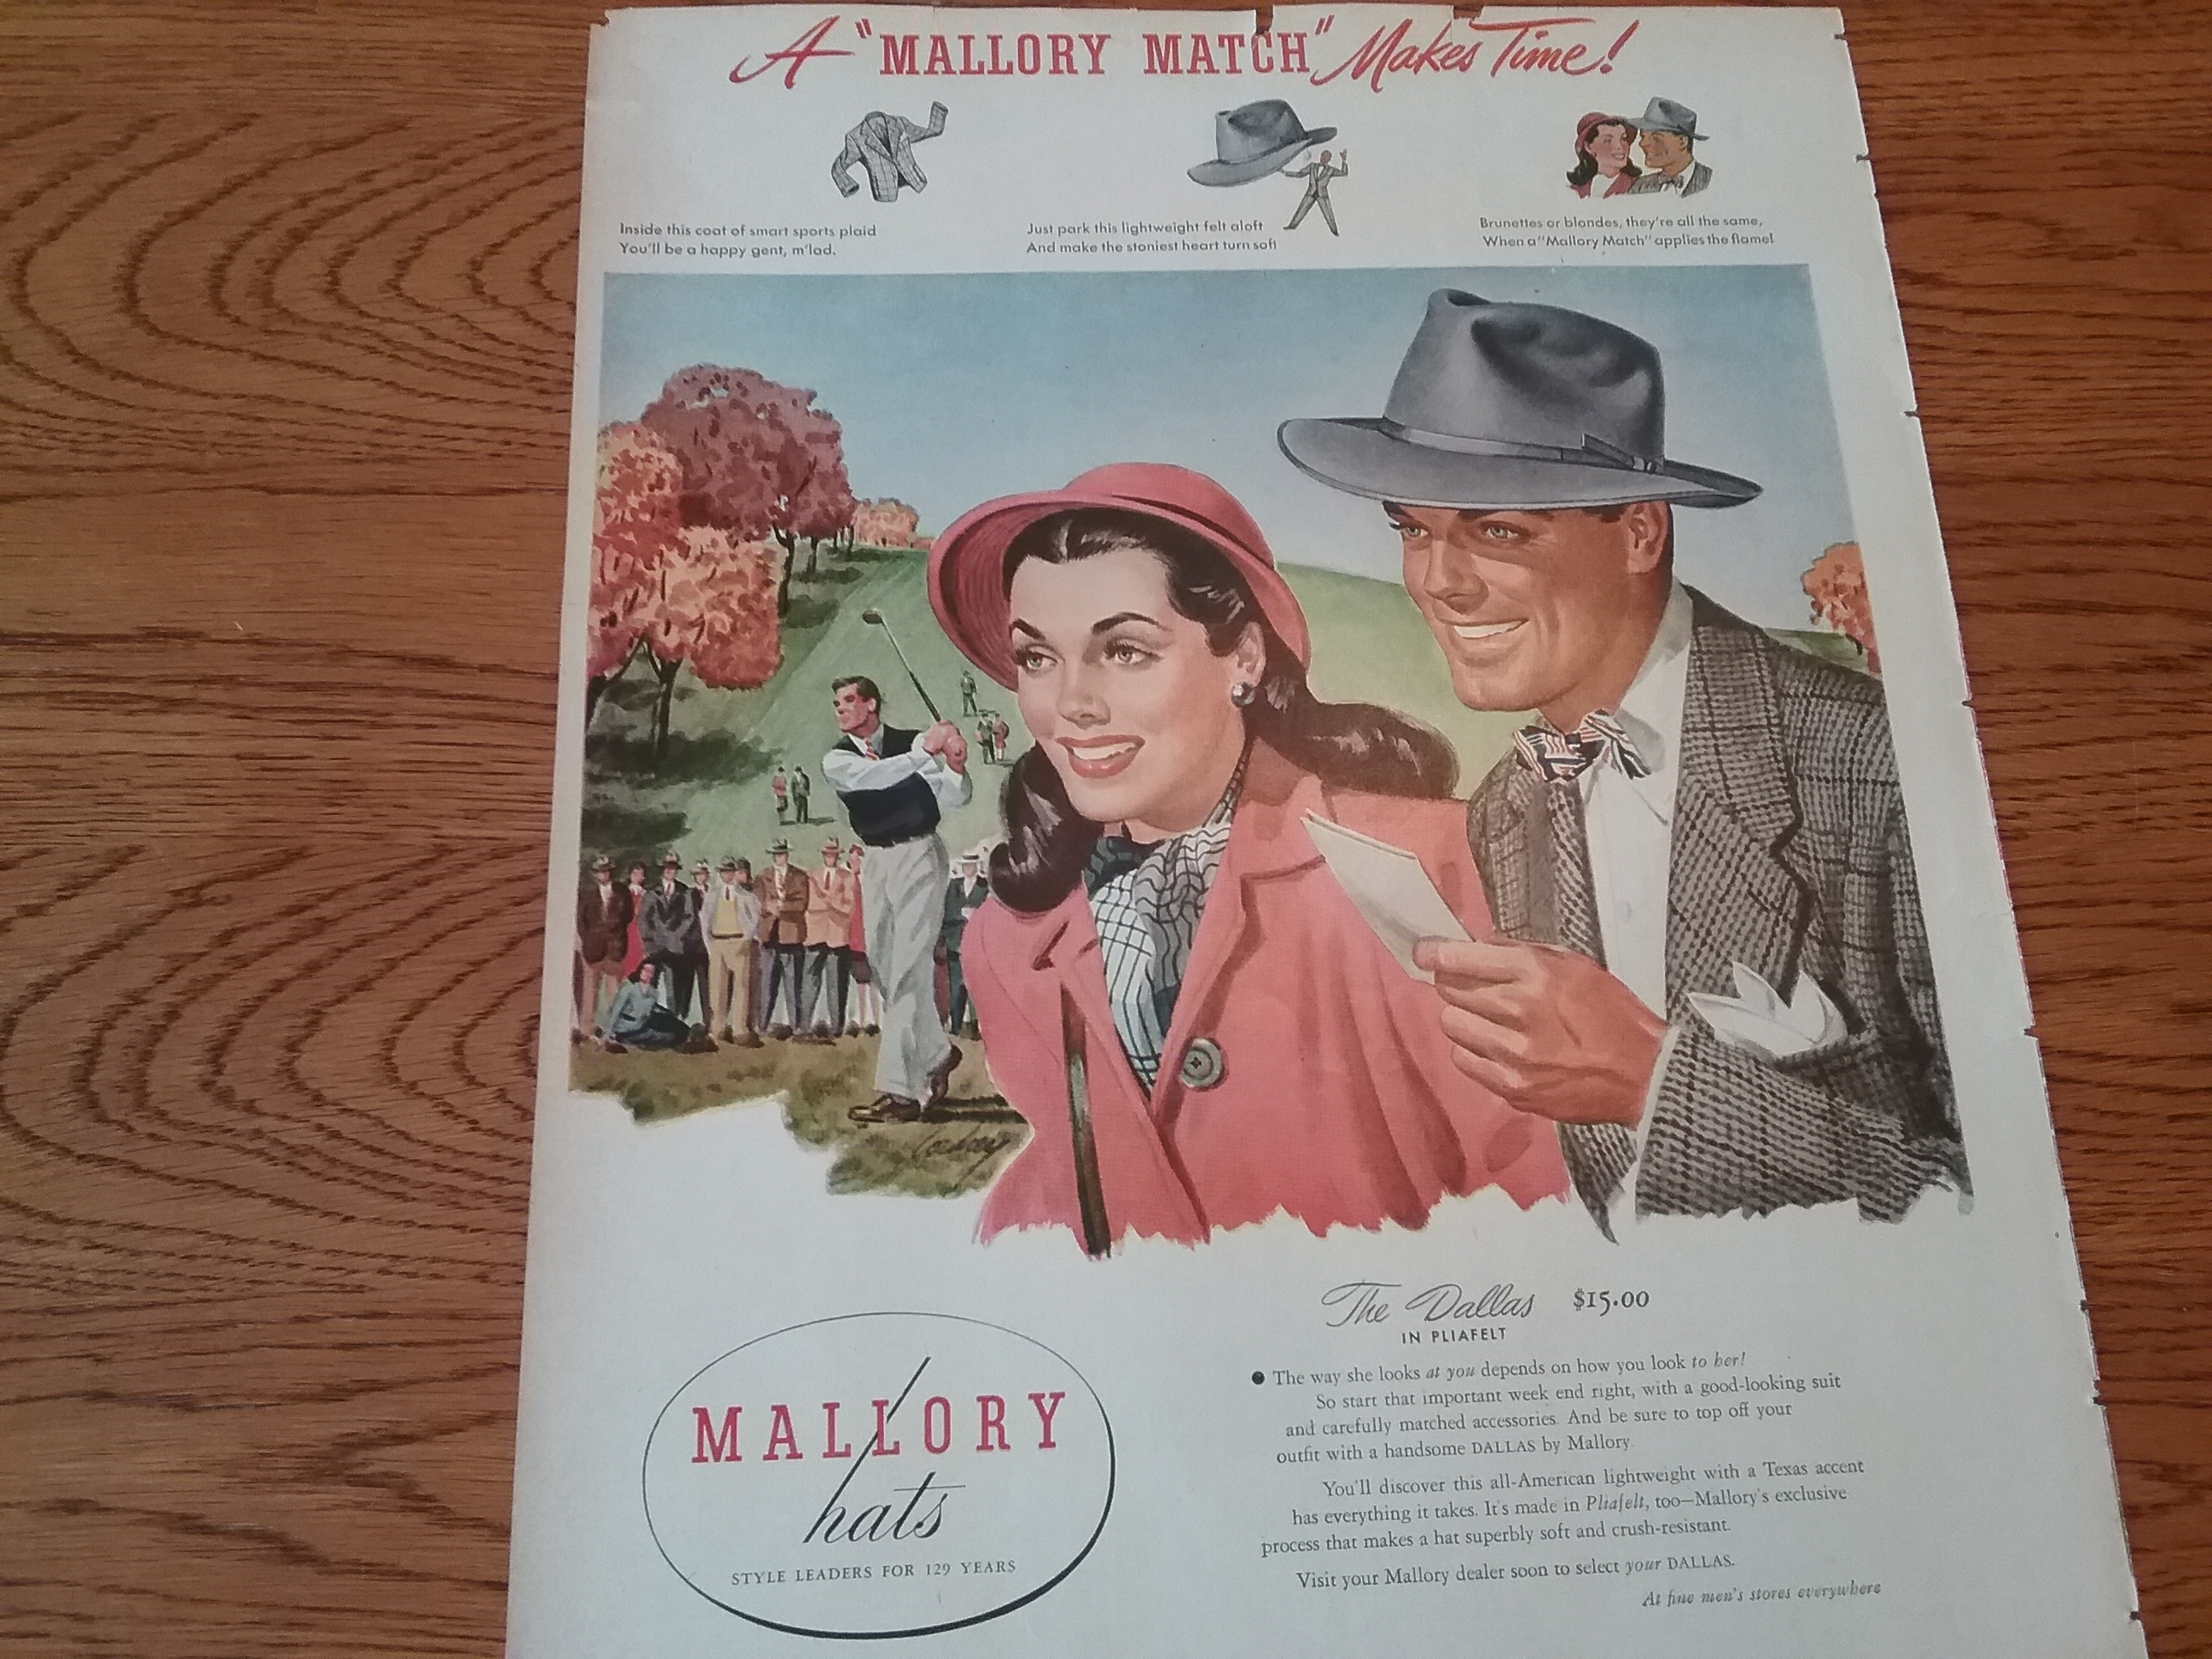 A "MALLORY MATCH" Makes Time!
Inside this coat of smart sports plaid
You'll be a happy gent, m'lad.
Just park this lightweight felt aloft
And make the stoniest heart turn soft
Brunettes or blondes, they're all the same,
When a "Mallory Match" applies the flame!
The Dallas $15.00
IN PLIAFELT
● The way she looks at you depends on how you look to her!
So start that important week end right, with a good-looking suit
and carefully matched accessories. And be sure to top off your
outfit with a handsome DALLAS by Mallory.
You'll discover this all-American lightweight with a Texas accent
has everything it takes. It's made in Pliafelt, too—Mallory's exclusive
process that makes a hat superbly soft and crush-resistant.
Visit your Mallory dealer soon to select your DALLAS.
At fine men's stores everywhere
MALLORY
hats
STYLE LEADERS FOR 129 YEARS